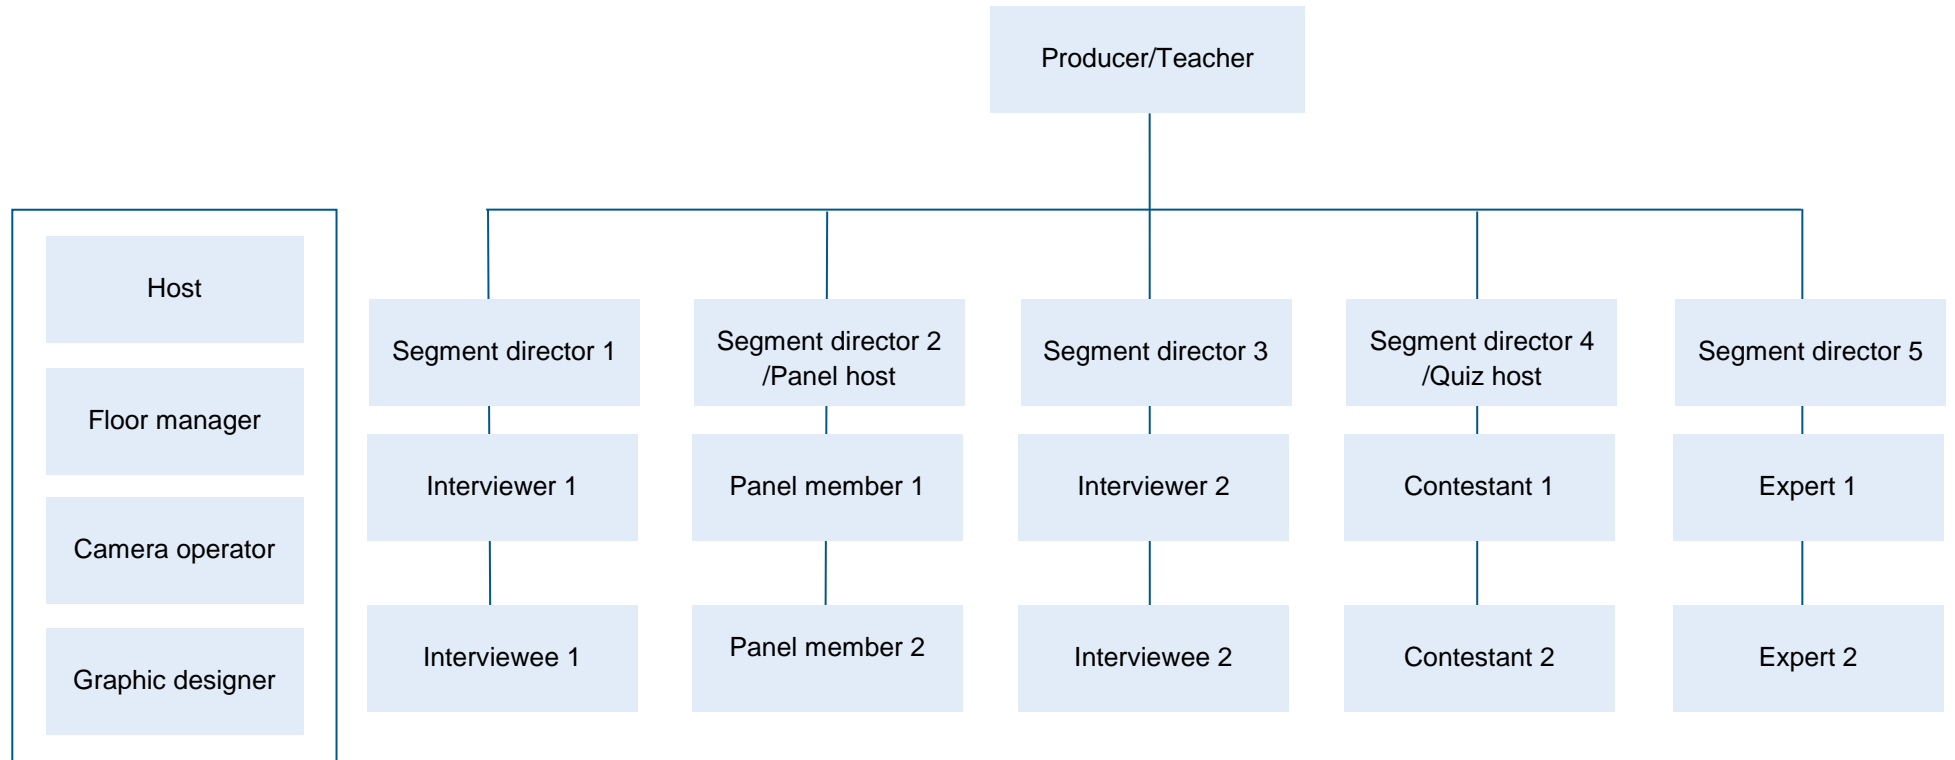 Producer/Teacher
Host
Floor manager
Camera operator
Graphic designer
Segment director 1
Interviewer 1
Interviewee 1
Segment director 2
/Panel host
Panel member 1
Panel member 2
Segment director 3
Interviewer 2
Interviewee 2
Segment director 4
/Quiz host
Contestant 1
Contestant 2
Segment director 5
Expert 1
Expert 2